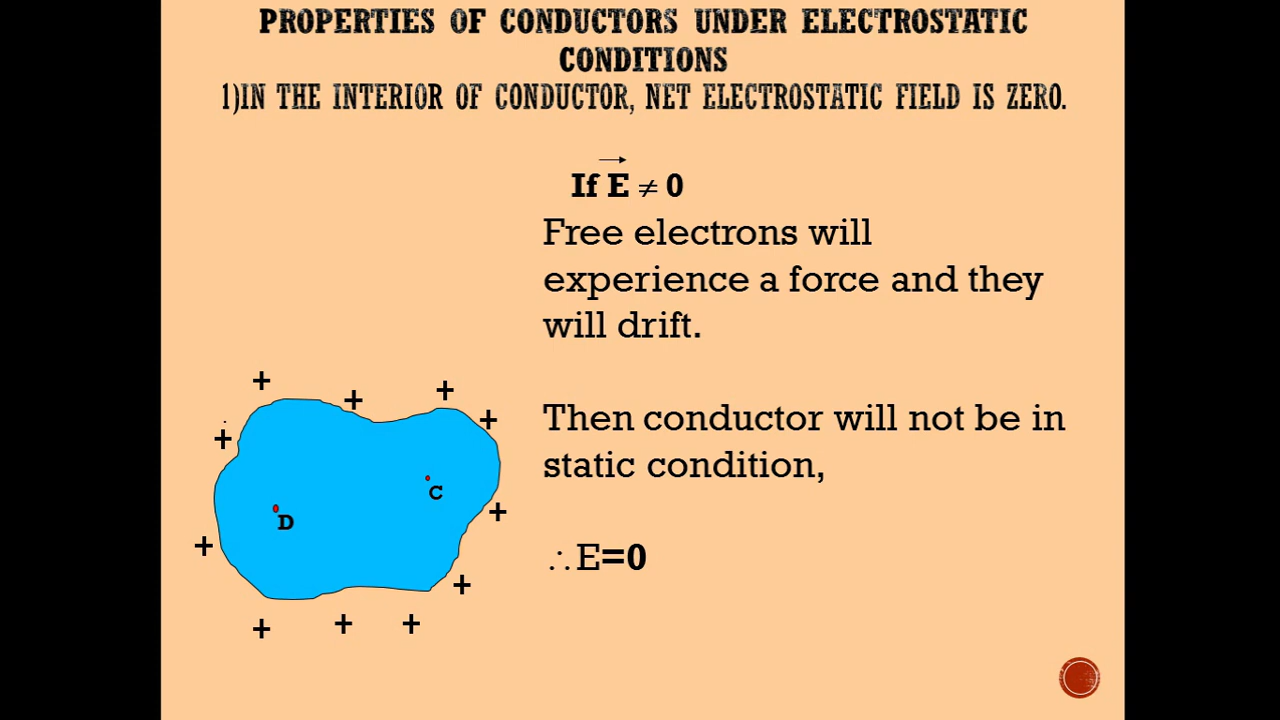 PROPERTIES OF CONDUCTORS UNDER ELECTROSTATIC
CONDITIONS
1)IN THE INTERIOR OF CONDUCTOR, NET ELECTROSTATIC FIELD IS ZERO.
If E⃗ ≠ 0
Free electrons will
experience a force and they
will drift.
Then conductor will not be in
static condition,
∴E=0
+ + +
+ +
C
D
+
+
+
+ + +